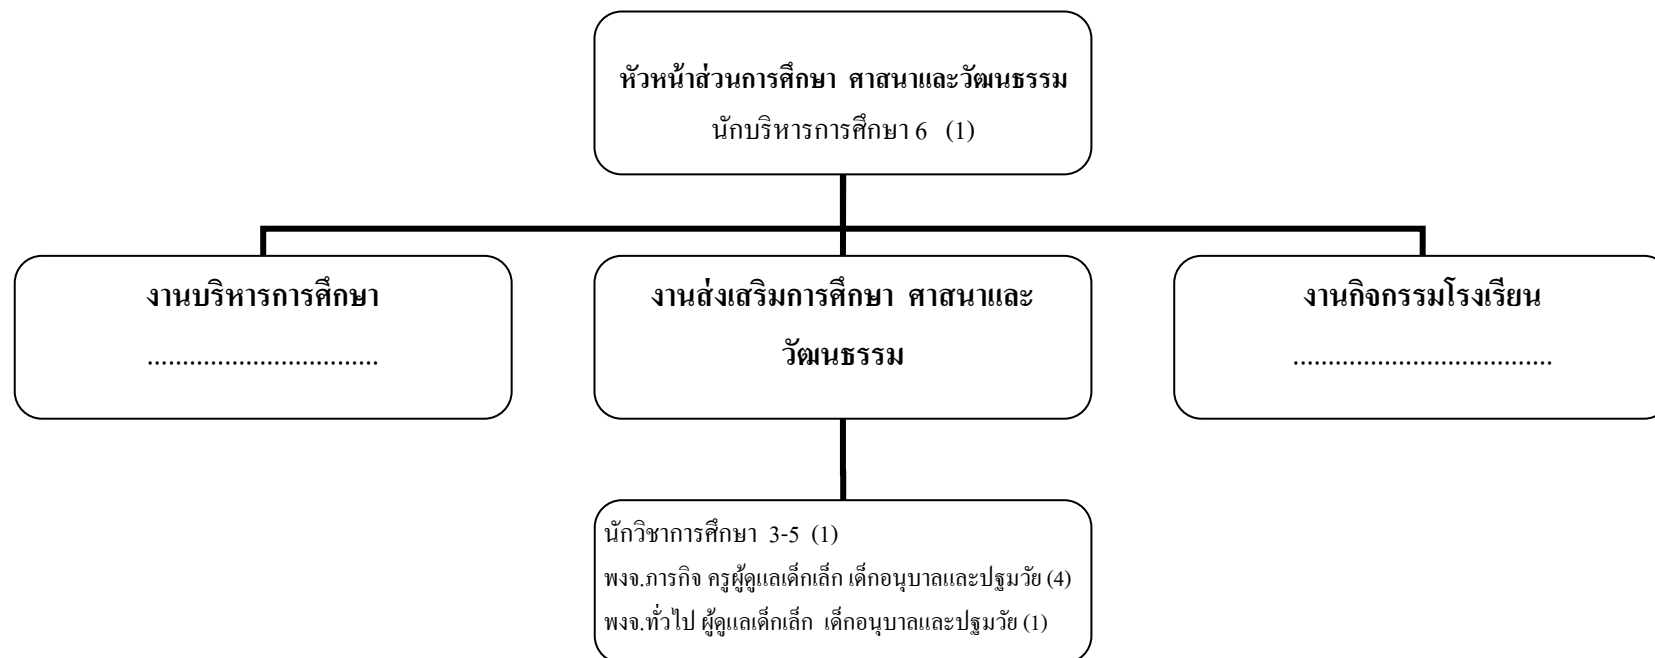 หัวหน้าส่วนการศึกษา ศาสนาและวัฒนธรรม
นักบริหารการศึกษา 6 (1)
งานบริหารการศึกษา
.................................
งานส่งเสริมการศึกษา ศาสนาและ
วัฒนธรรม
งานกิจกรรมโรงเรียน
.....................................
นักวิชาการศึกษา 3-5 (1)
พงจ.ภารกิจ ครูผู้ดูแลเด็กเล็ก เด็กอนุบาลและปฐมวัย (4)
พงจ.ทั่วไป ผู้ดูแลเด็กเล็ก เด็กอนุบาลและปฐมวัย (1)